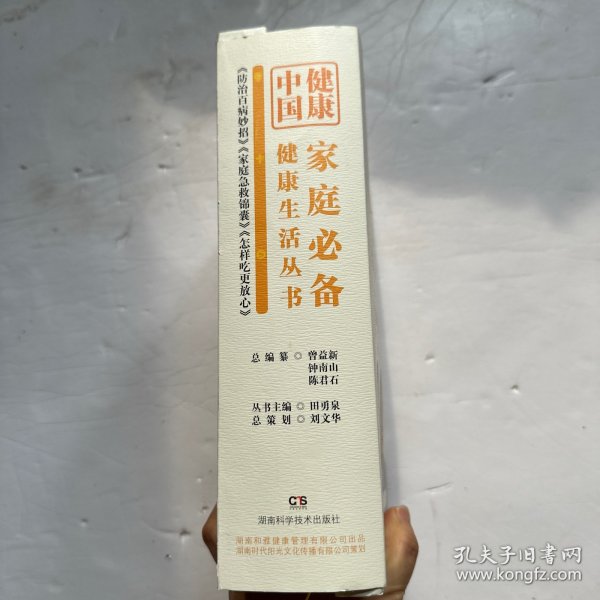 健康
中国
家庭必备
健康生活丛书
《防治百病妙招》《家庭急救锦囊》《怎样吃更放心》
总编纂◎曾益新
钟南山
陈君石
丛书主编◎田勇泉
总策划◎刘文华
湖南科学技术出版社
湖南和雅健康管理有限公司出品
湖南时代阳光文化传播有限公司策划
孔夫子旧书网
www.kongfz.com